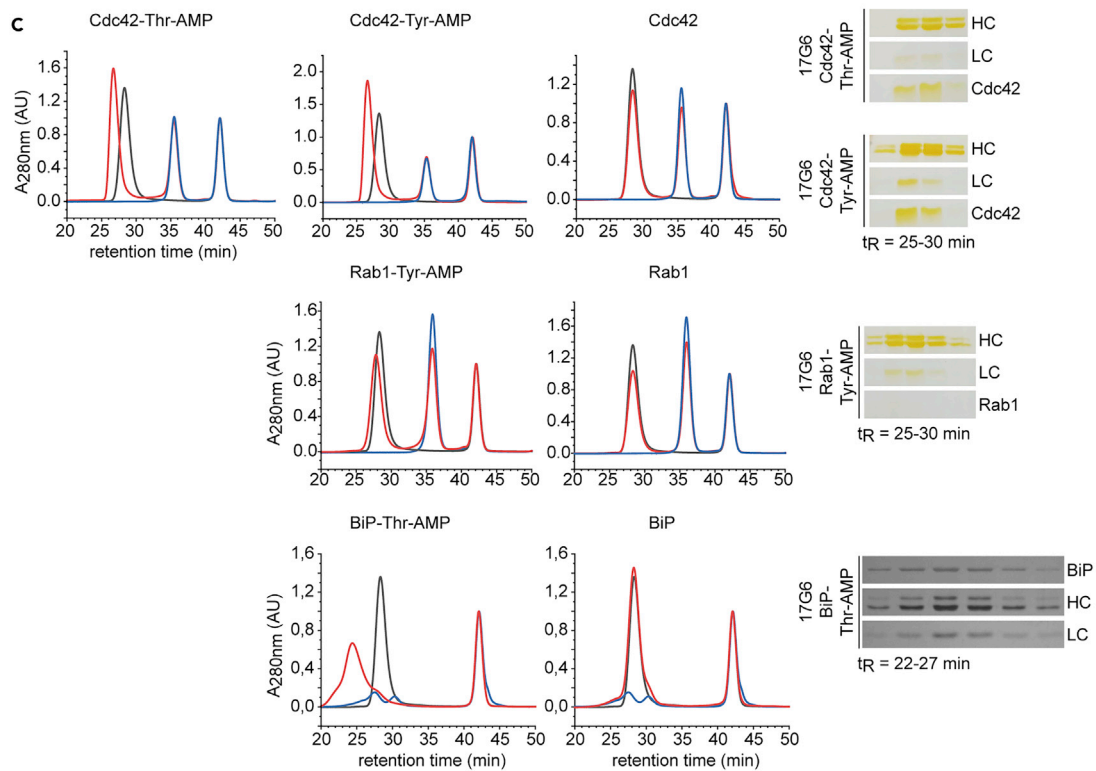 c
Cdc42-Thr-AMP
Cdc42-Tyr-AMP
Cdc42
A280nm (AU)
1.6
1.2
0.8
0.4
0.0
20 25 30 35 40 45 50
retention time (min)
2.0
1.6
1.2
0.8
0.4
0.0
20 25 30 35 40 45 50
1.6
1.2
0.8
0.4
0.0
20 25 30 35 40 45 50
17G6
Cdc42-
Thr-AMP
HC
LC
Cdc42
17G6
Cdc42-
Tyr-AMP
HC
LC
Cdc42
tR = 25-30 min
Rab1-Tyr-AMP
Rab1
A280nm (AU)
1.6
1.2
0.8
0.4
0.0
20 25 30 35 40 45 50
1.6
1.2
0.8
0.4
0.0
20 25 30 35 40 45 50
17G6
Rab1-
Tyr-AMP
HC
LC
Rab1
tR = 25-30 min
BiP-Thr-AMP
BiP
A280nm (AU)
1,6
1,2
0,8
0,4
0,0
20 25 30 35 40 45 50
retention time (min)
1,6
1,2
0,8
0,4
0,0
20 25 30 35 40 45 50
retention time (min)
17G6
BiP-
Thr-AMP
BiP
HC
LC
tR = 22-27 min